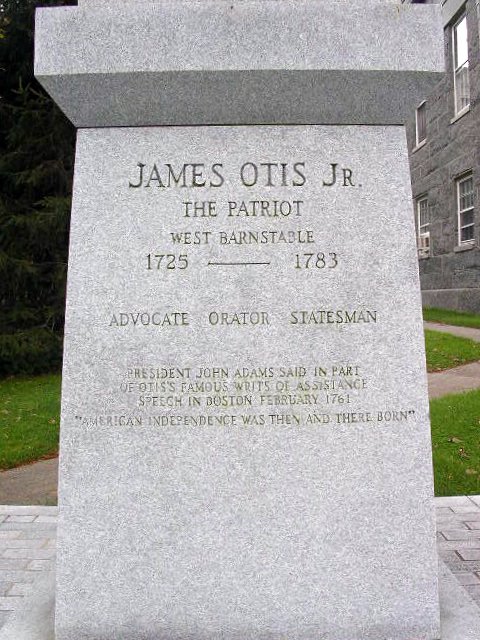 JAMES OTIS JR.
THE PATRIOT
WEST BARNSTABLE
1725 —— 1783
ADVOCATE ORATOR STATESMAN
PRESIDENT JOHN ADAMS SAID IN PART
OF OTIS'S FAMOUS WRITS OF ASSISTANCE
SPEECH IN BOSTON FEBRUARY 1761
"AMERICAN INDEPENDENCE WAS THEN AND THERE BORN"